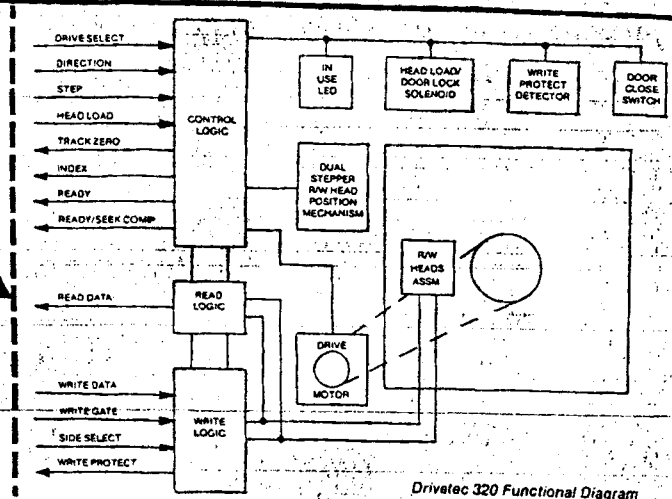 DRIVE SELECT
DIRECTION
STEP
HEAD LOAD
TRACK ZERO
INDEX
READY
READY/SEEK COMP
READ DATA
WRITE DATA
WRITE GATE
SIDE SELECT
WRITE PROTECT
CONTROL
LOGIC
READ
LOGIC
WRITE
LOGIC
IN
USE
LED
HEAD LOAD/
DOOR LOCK
SOLENOID
WRITE
PROTECT
DETECTOR
DOOR
CLOSE
SWITCH
DUAL
STEPPER
R/W HEAD
POSITION
MECHANISM
R/W
HEADS
ASSM
DRIVE
MOTOR
Drivetec 320 Functional Diagram